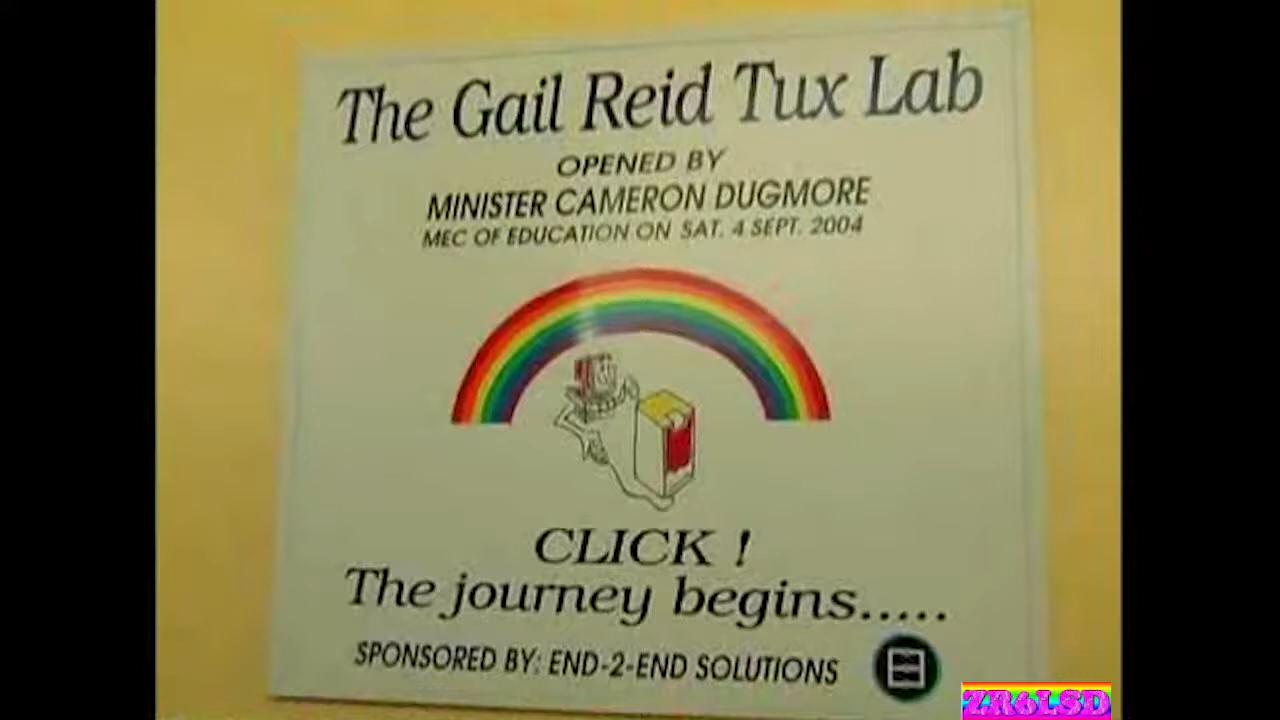 The Gail Reid Tux Lab
OPENED BY
MINISTER CAMERON DUGMORE
MEC OF EDUCATION ON SAT. 4 SEPT. 2004
CLICK !
The journey begins.....
SPONSORED BY: END-2-END SOLUTIONS
ZR6LSD